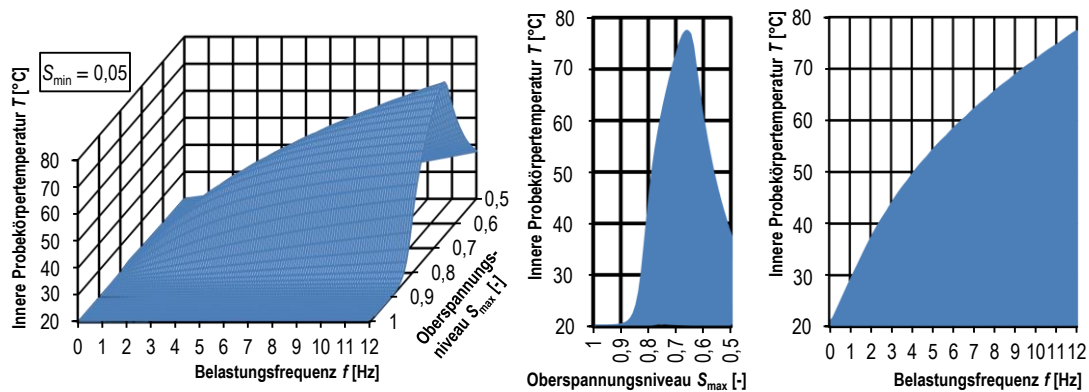 Innere Probekörpertemperatur T [°C]
S_min = 0,05
80
70
60
50
40
30
20
0 1 2 3 4 5 6 7 8 9 10 11 12
Belastungsfrequenz f [Hz]
0,5
0,6
0,7
0,8
0,9
1
Oberspannungs-
niveau S_max [-]
Innere Probekörpertemperatur T [°C]
80
70
60
50
40
30
20
1 0,9 0,8 0,7 0,6 0,5
Oberspannungsniveau S_max [-]
Innere Probekörpertemperatur T [°C]
80
70
60
50
40
30
20
0 1 2 3 4 5 6 7 8 9 10 11 12
Belastungsfrequenz f [Hz]